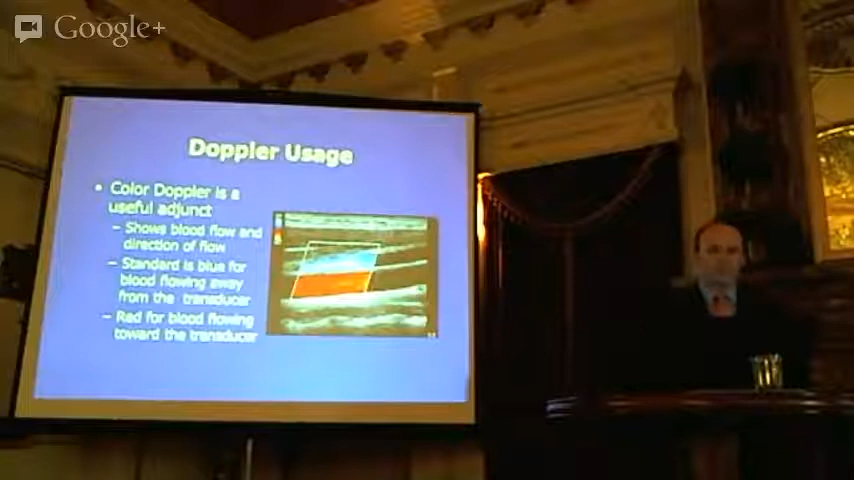 Google+
Doppler Usage
• Color Doppler is a
useful adjunct
– Shows blood flow and
direction of flow
– Standard is blue for
blood flowing away
from the transducer
– Red for blood flowing
toward the transducer